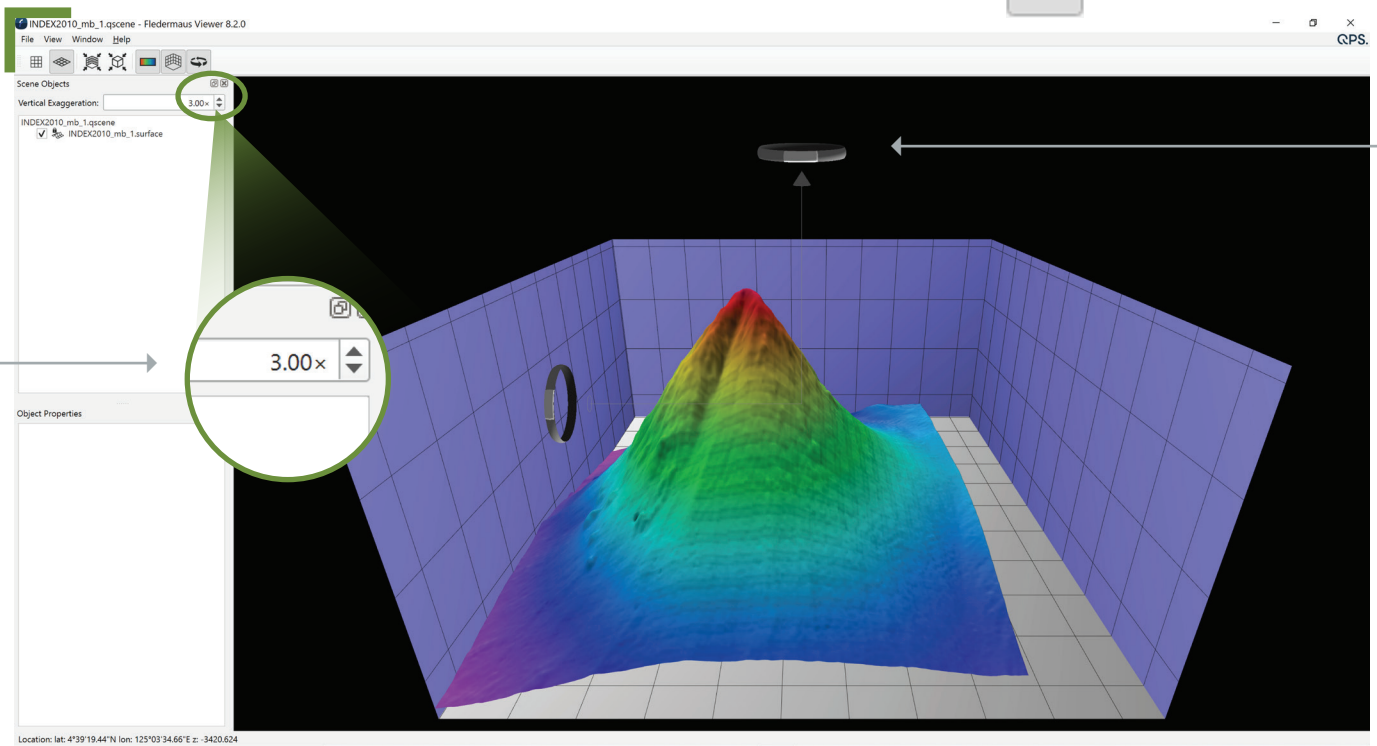 INDEX2010_mb_1.qscene - Fledermaus Viewer 8.2.0
File View Window Help
QPS.
Scene Objects
Vertical Exaggeration: 3.00×
INDEX2010_mb_1.qscene
INDEX2010_mb_1.surface
3.00×
Object Properties
Location: lat: 4°39'19.44"N lon: 125°03'34.66"E z: -3420.624